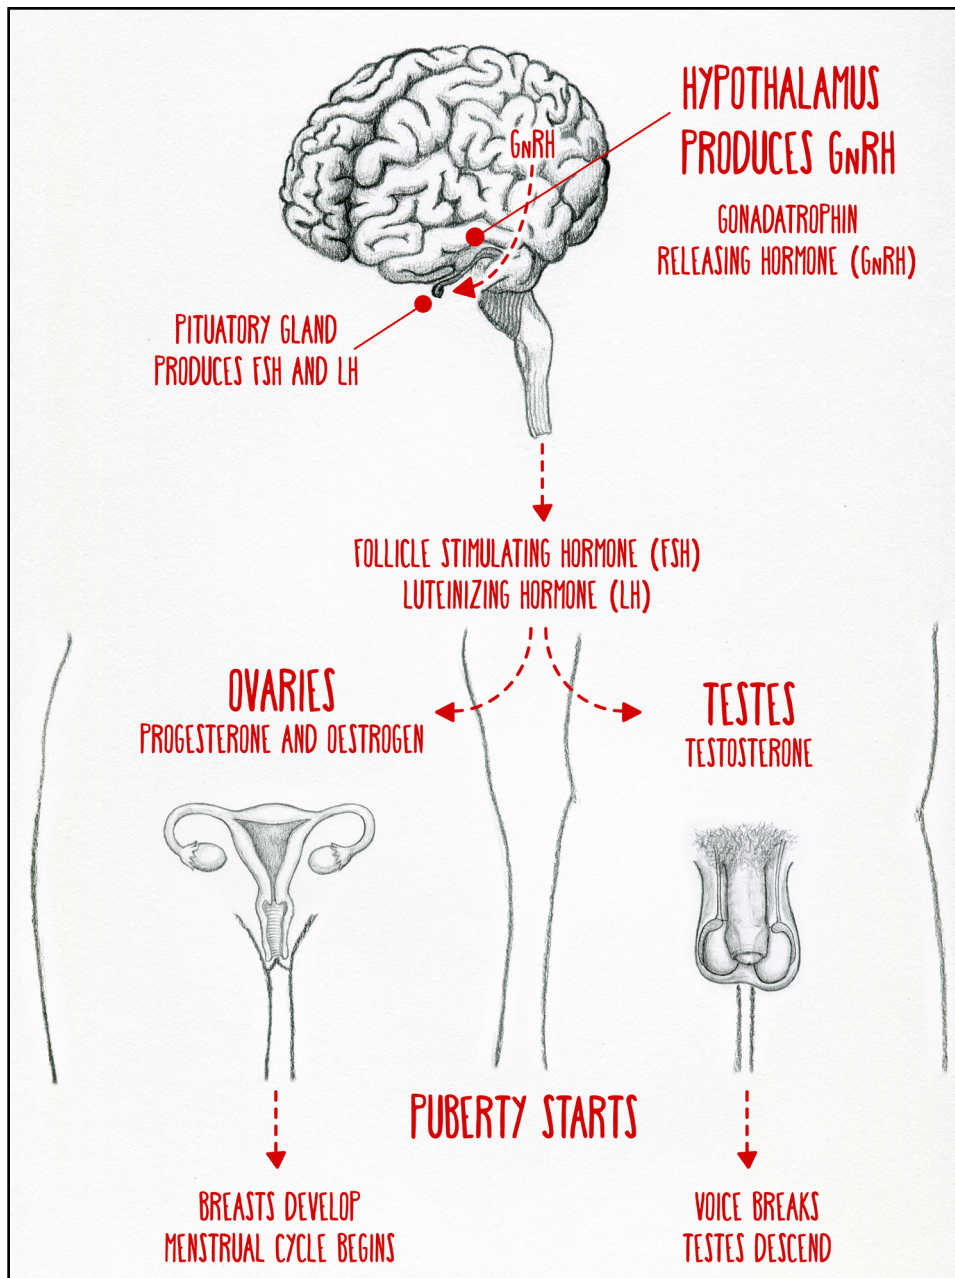 GnRH
HYPOTHALAMUS
PRODUCES GnRH
GONADATROPHIN
RELEASING HORMONE (GnRH)
PITUATORY GLAND
PRODUCES FSH AND LH
FOLLICLE STIMULATING HORMONE (FSH)
LUTEINIZING HORMONE (LH)
OVARIES
PROGESTERONE AND OESTROGEN
TESTES
TESTOSTERONE
PUBERTY STARTS
BREASTS DEVELOP
MENSTRUAL CYCLE BEGINS
VOICE BREAKS
TESTES DESCEND